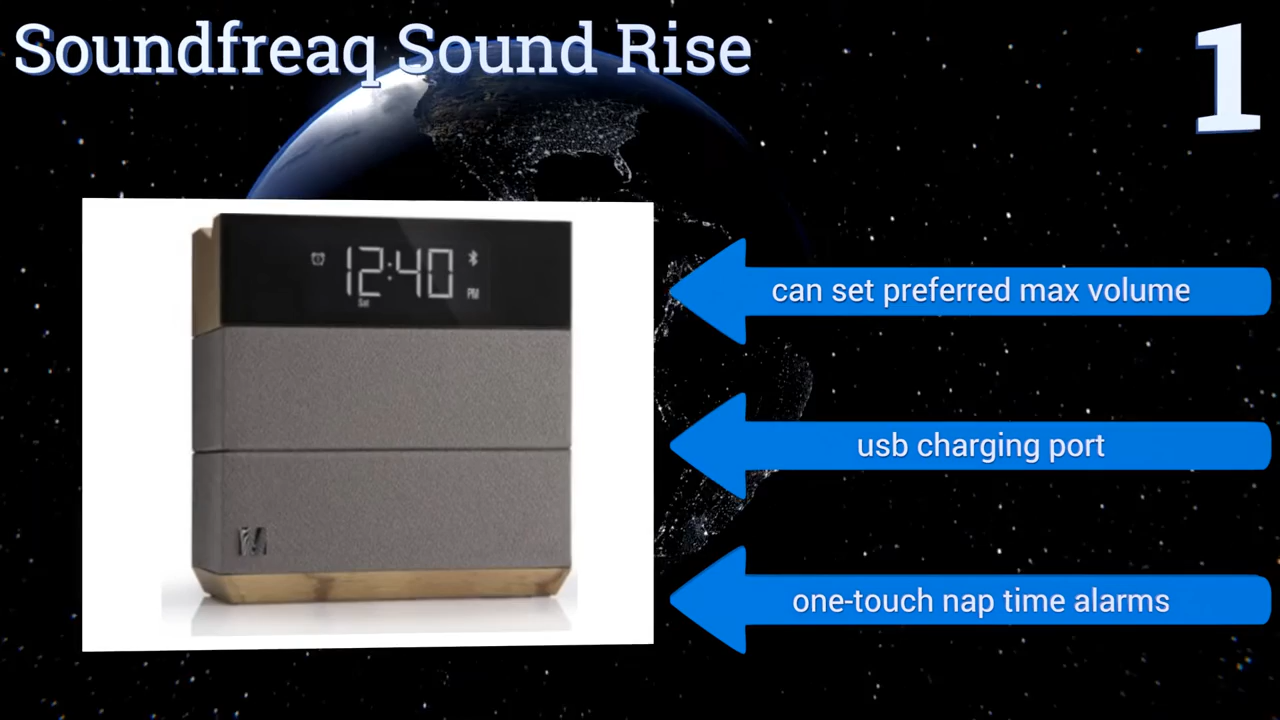 Soundfreaq Sound Rise
1
12:40
PM
Sat
can set preferred max volume
usb charging port
one-touch nap time alarms